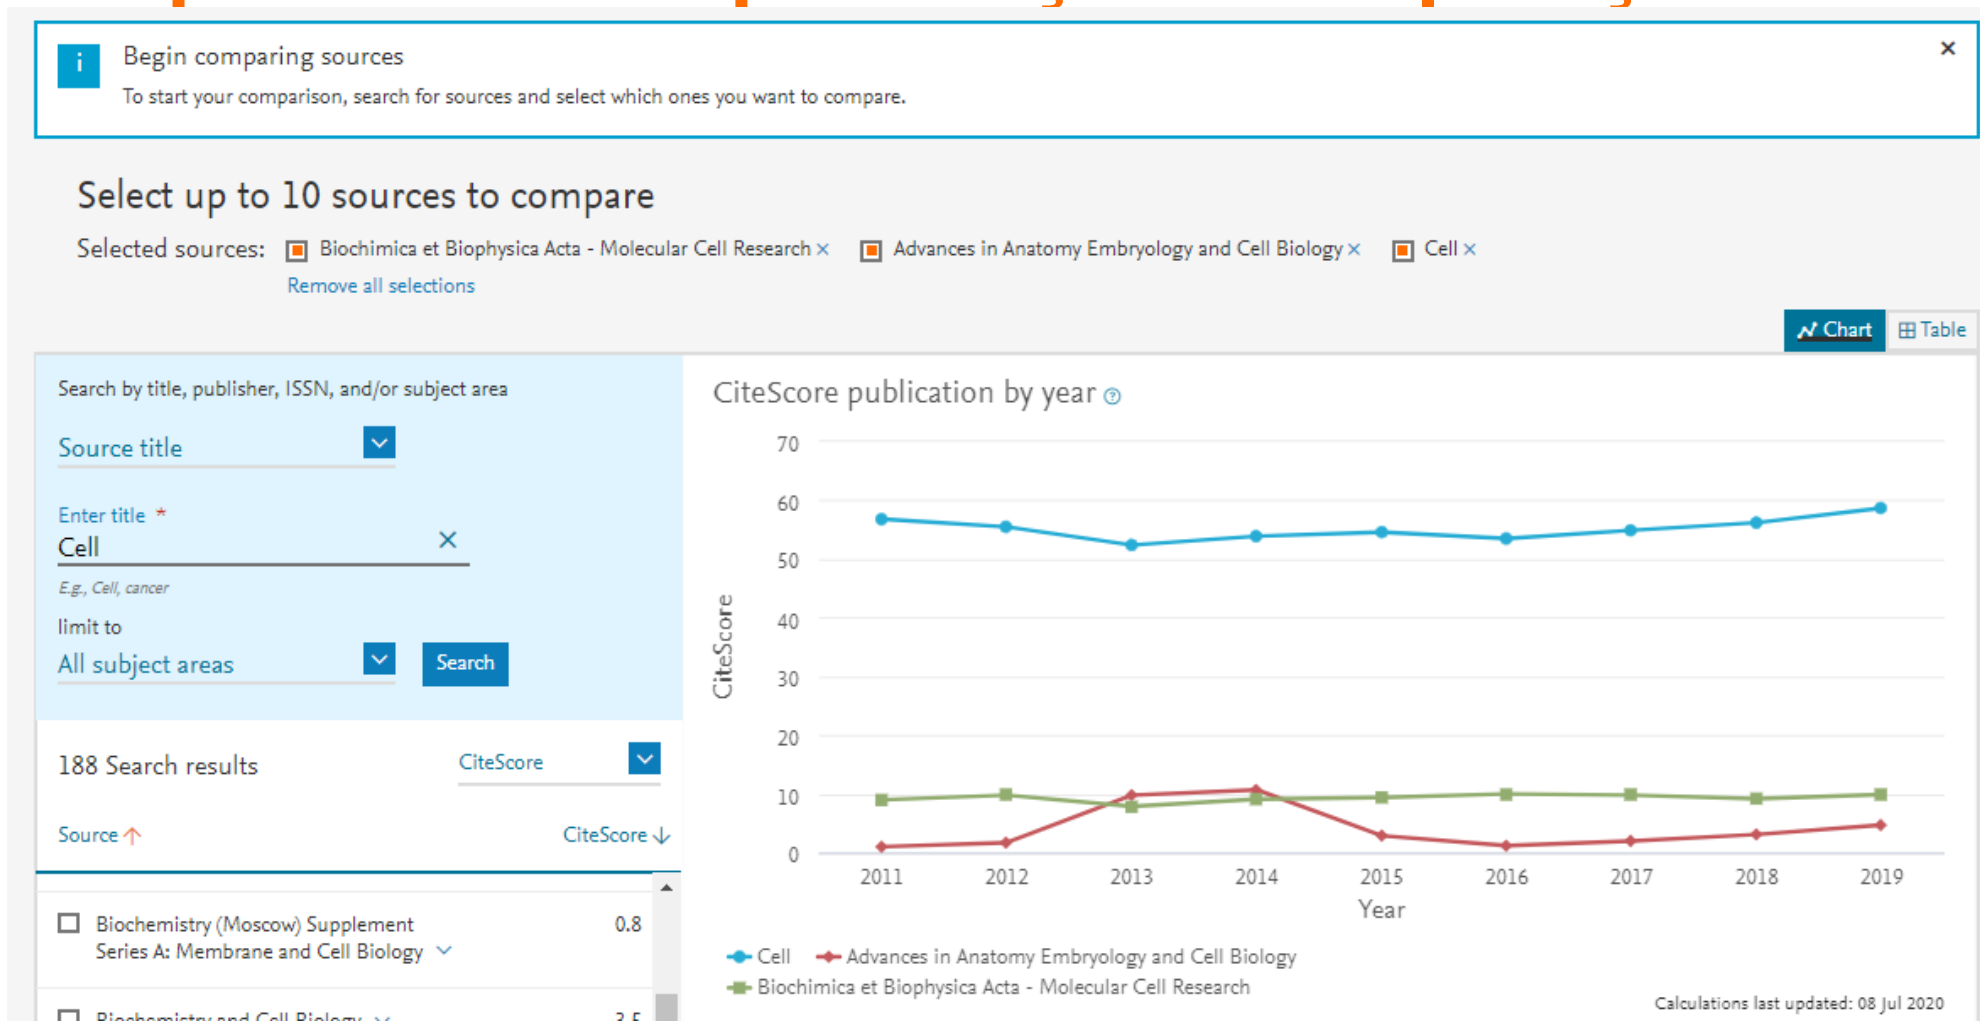 i
Begin comparing sources
×
To start your comparison, search for sources and select which ones you want to compare.
Select up to 10 sources to compare
Selected sources: Biochimica et Biophysica Acta - Molecular Cell Research × Advances in Anatomy Embryology and Cell Biology × Cell ×
Remove all selections
Chart Table
Search by title, publisher, ISSN, and/or subject area
Source title
Enter title *
Cell ×
E.g., Cell, cancer
limit to
All subject areas
Search
188 Search results
CiteScore
Source ↑ CiteScore ↓
Biochemistry (Moscow) Supplement 0.8
Series A: Membrane and Cell Biology
Biochemistry and Cell Biology 3.5
CiteScore publication by year ?
70
60
50
40
30
20
10
0
CiteScore
2011 2012 2013 2014 2015 2016 2017 2018 2019
Year
Cell Advances in Anatomy Embryology and Cell Biology
Biochimica et Biophysica Acta - Molecular Cell Research
Calculations last updated: 08 Jul 2020